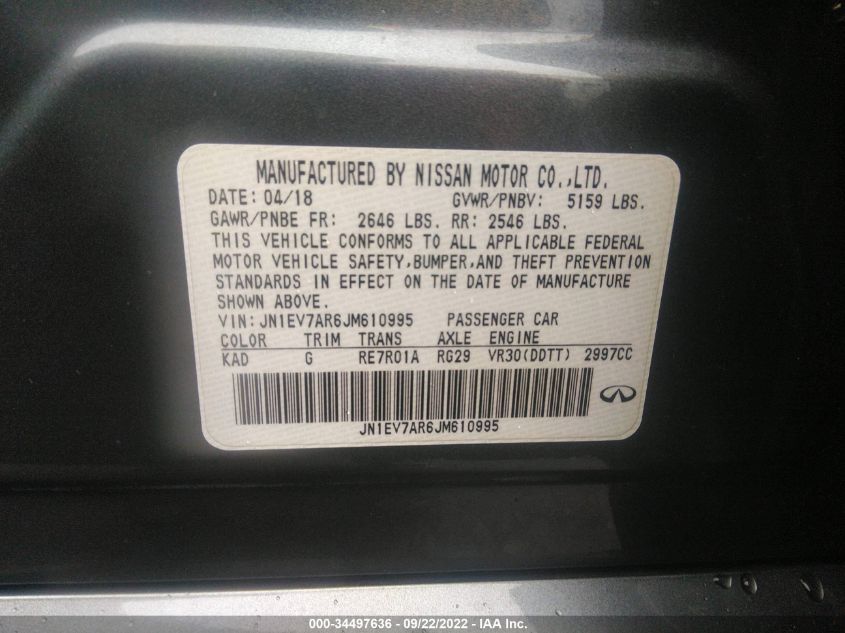 MANUFACTURED BY NISSAN MOTOR CO.,LTD.
DATE: 04/18 GVWR/PNBV: 5159 LBS.
GAWR/PNBE FR: 2646 LBS. RR: 2546 LBS.
THIS VEHICLE CONFORMS TO ALL APPLICABLE FEDERAL
MOTOR VEHICLE SAFETY,BUMPER,AND THEFT PREVENTION
STANDARDS IN EFFECT ON THE DATE OF MANUFACTURE
SHOWN ABOVE.
VIN:JN1EV7AR6JM610995 PASSENGER CAR
COLOR TRIM TRANS AXLE ENGINE
KAD G RE7R01A RG29 VR30(DDTT) 2997CC
JN1EV7AR6JM610995
000-34497636 - 09/22/2022 - IAA Inc.